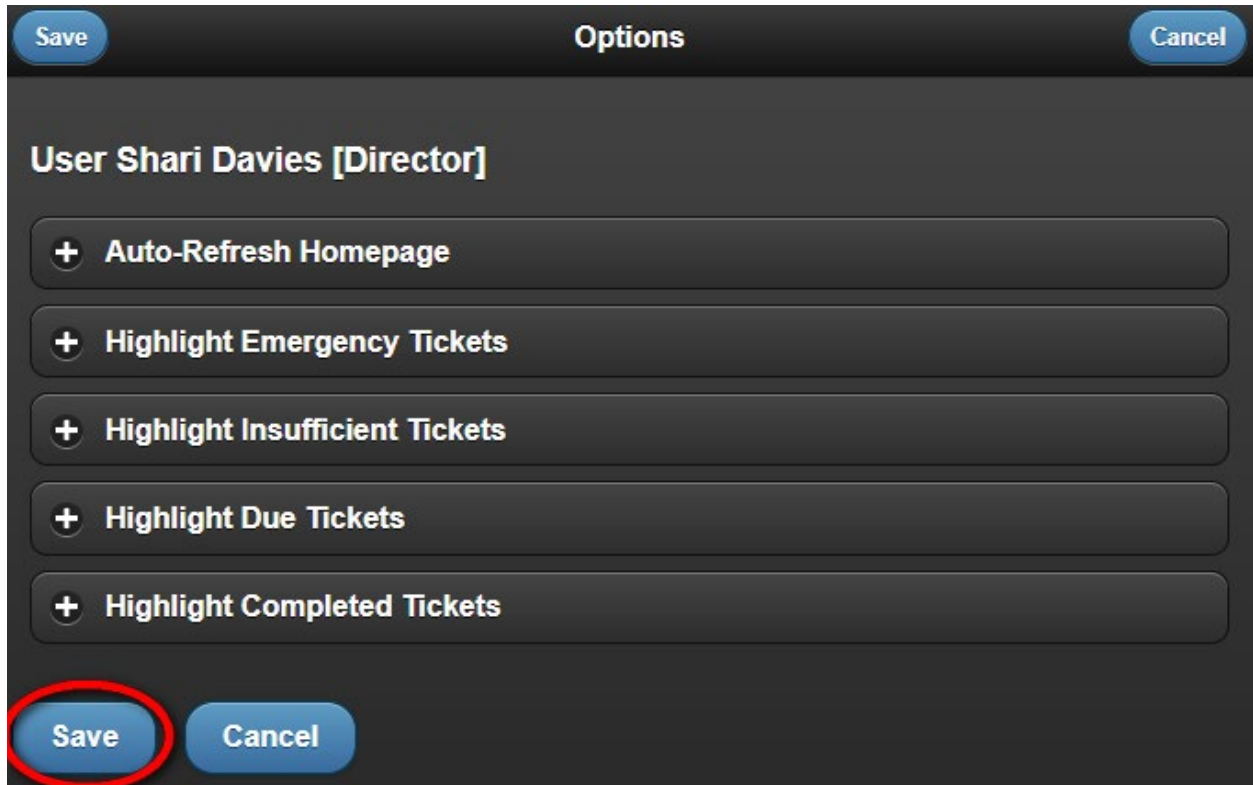 Save Options Cancel
User Shari Davies [Director]
Auto-Refresh Homepage
Highlight Emergency Tickets
Highlight Insufficient Tickets
Highlight Due Tickets
Highlight Completed Tickets
Save Cancel